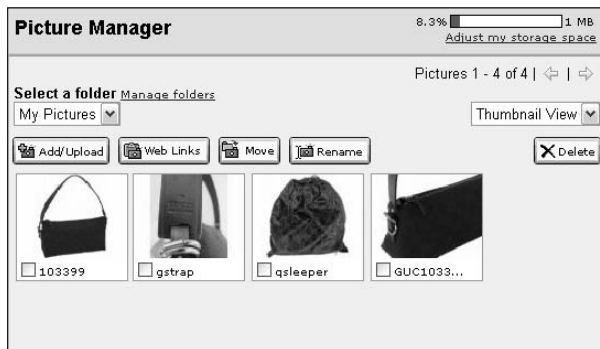 Picture Manager
8.3% 1 MB
Adjust my storage space
Pictures 1 - 4 of 4 | |
Select a folder Manage folders
My Pictures Thumbnail View
Add/Upload Web Links Move Rename Delete
103399 gstrap qsleeper GUC1033...